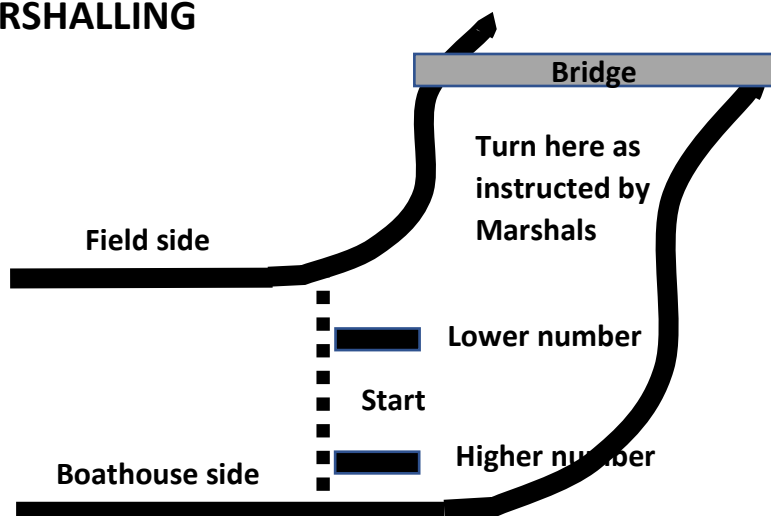 RSHALLING
Bridge
Turn here as
instructed by
Marshals
Field side
Lower number
Start
Higher number
Boathouse side